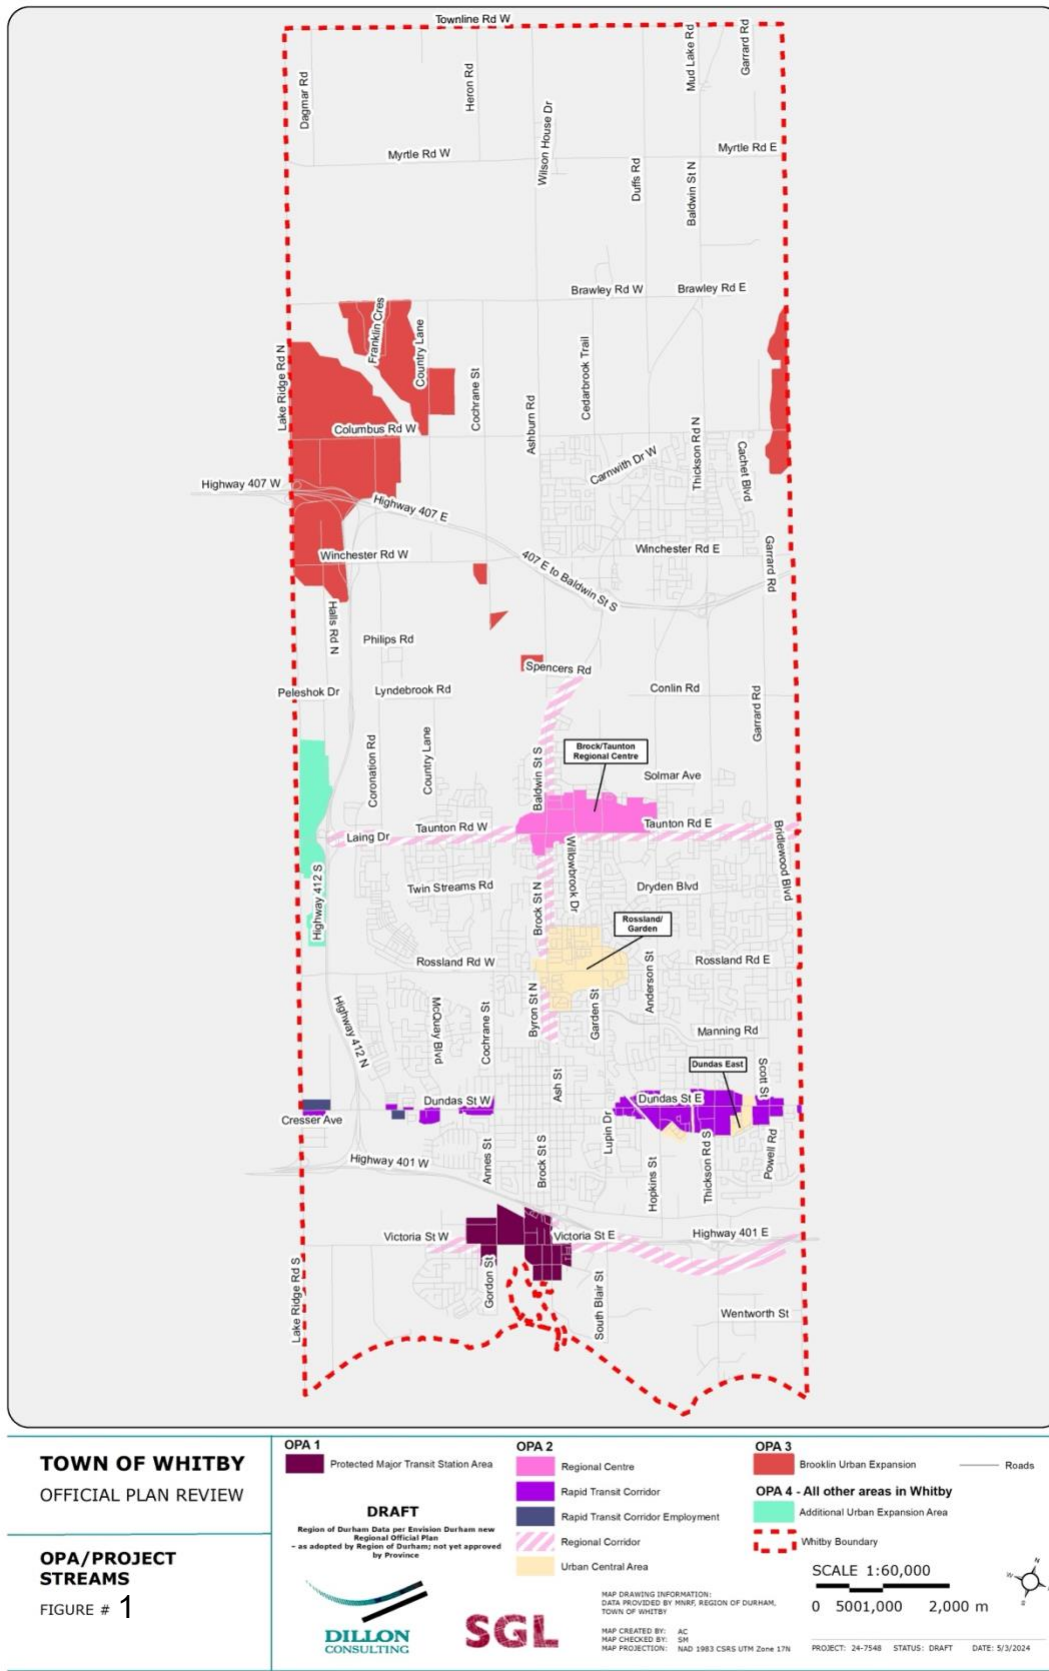 Townline Rd W
Dagmar Rd
Heron Rd
Wilson House Dr
Mud Lake Rd
Garrard Rd
Myrtle Rd W
Myrtle Rd E
Duffs Rd
Baldwin St N
Brawley Rd W
Brawley Rd E
Lake Ridge Rd N
Franklin Cres
Country Lane
Cochrane St
Ashburn Rd
Cedarbrook Trail
Columbus Rd W
Carnwith Dr W
Thickson Rd N
Cachet Blvd
Highway 407 W
Highway 407 E
Winchester Rd W
407 E to Baldwin St S
Winchester Rd E
Garrard Rd
Halls Rd N
Philips Rd
Spencers Rd
Peleshok Dr
Lyndebrook Rd
Conlin Rd
Garrard Rd
Coronation Rd
Country Lane
Baldwin St S
Brock/Taunton
Regional Centre
Solmar Ave
Laing Dr
Taunton Rd W
Taunton Rd E
Bridlewood Blvd
Willowbrook Dr
Highway 412 S
Twin Streams Rd
Brock St N
Dryden Blvd
Rossland/
Garden
Rossland Rd W
Rossland Rd E
Anderson St
Highway 412 N
McQuay Blvd
Cochrane St
Byron St N
Garden St
Manning Rd
Dundas East
Scott St
Ash St
Cresser Ave
Dundas St W
Dundas St E
Lupin Dr
Annes St
Brock St S
Hopkins St
Thickson Rd S
Powell Rd
Highway 401 W
Victoria St W
Victoria St E
Highway 401 E
Lake Ridge Rd S
Gordon St
South Blair St
Wentworth St
TOWN OF WHITBY
OFFICIAL PLAN REVIEW
OPA/PROJECT
STREAMS
FIGURE # 1
OPA 1
Protected Major Transit Station Area
DRAFT
Region of Durham Data per Envision Durham new
Regional Official Plan
– as adopted by Region of Durham; not yet approved
by Province
DILLON
CONSULTING
SGL
OPA 2
Regional Centre
Rapid Transit Corridor
Rapid Transit Corridor Employment
Regional Corridor
Urban Central Area
MAP DRAWING INFORMATION:
DATA PROVIDED BY MNRF, REGION OF DURHAM,
TOWN OF WHITBY
MAP CREATED BY: AC
MAP CHECKED BY: SM
MAP PROJECTION: NAD 1983 CSRS UTM Zone 17N
OPA 3
Brooklin Urban Expansion
Roads
OPA 4 - All other areas in Whitby
Additional Urban Expansion Area
Whitby Boundary
SCALE 1:60,000
0 5001,000 2,000 m
N
W
S
PROJECT: 24-7548 STATUS: DRAFT DATE: 5/3/2024